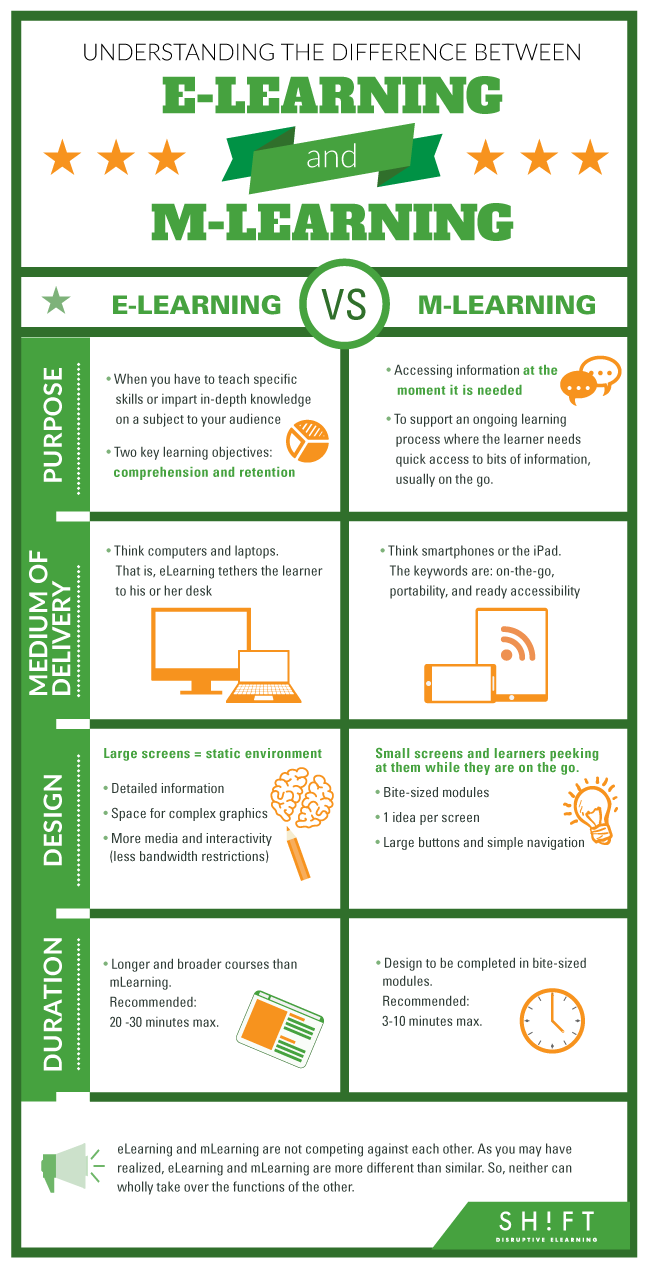 UNDERSTANDING THE DIFFERENCE BETWEEN
E-LEARNING
and
M-LEARNING
E-LEARNING
VS
M-LEARNING
PURPOSE
• When you have to teach specific
skills or impart in-depth knowledge
on a subject to your audience
• Two key learning objectives:
comprehension and retention
• Accessing information at the
moment it is needed
• To support an ongoing learning
process where the learner needs
quick access to bits of information,
usually on the go.
MEDIUM OF
DELIVERY
• Think computers and laptops.
That is, eLearning tethers the learner
to his or her desk
• Think smartphones or the iPad.
The keywords are: on-the-go,
portability, and ready accessibility
DESIGN
Large screens = static environment
• Detailed information
• Space for complex graphics
• More media and interactivity
(less bandwidth restrictions)
Small screens and learners peeking
at them while they are on the go.
• Bite-sized modules
• 1 idea per screen
• Large buttons and simple navigation
DURATION
• Longer and broader courses than
mLearning.
Recommended:
20 -30 minutes max.
• Design to be completed in bite-sized
modules.
Recommended:
3-10 minutes max.
eLearning and mLearning are not competing against each other. As you may have
realized, eLearning and mLearning are more different than similar. So, neither can
wholly take over the functions of the other.
SH!FT
DISRUPTIVE ELEARNING